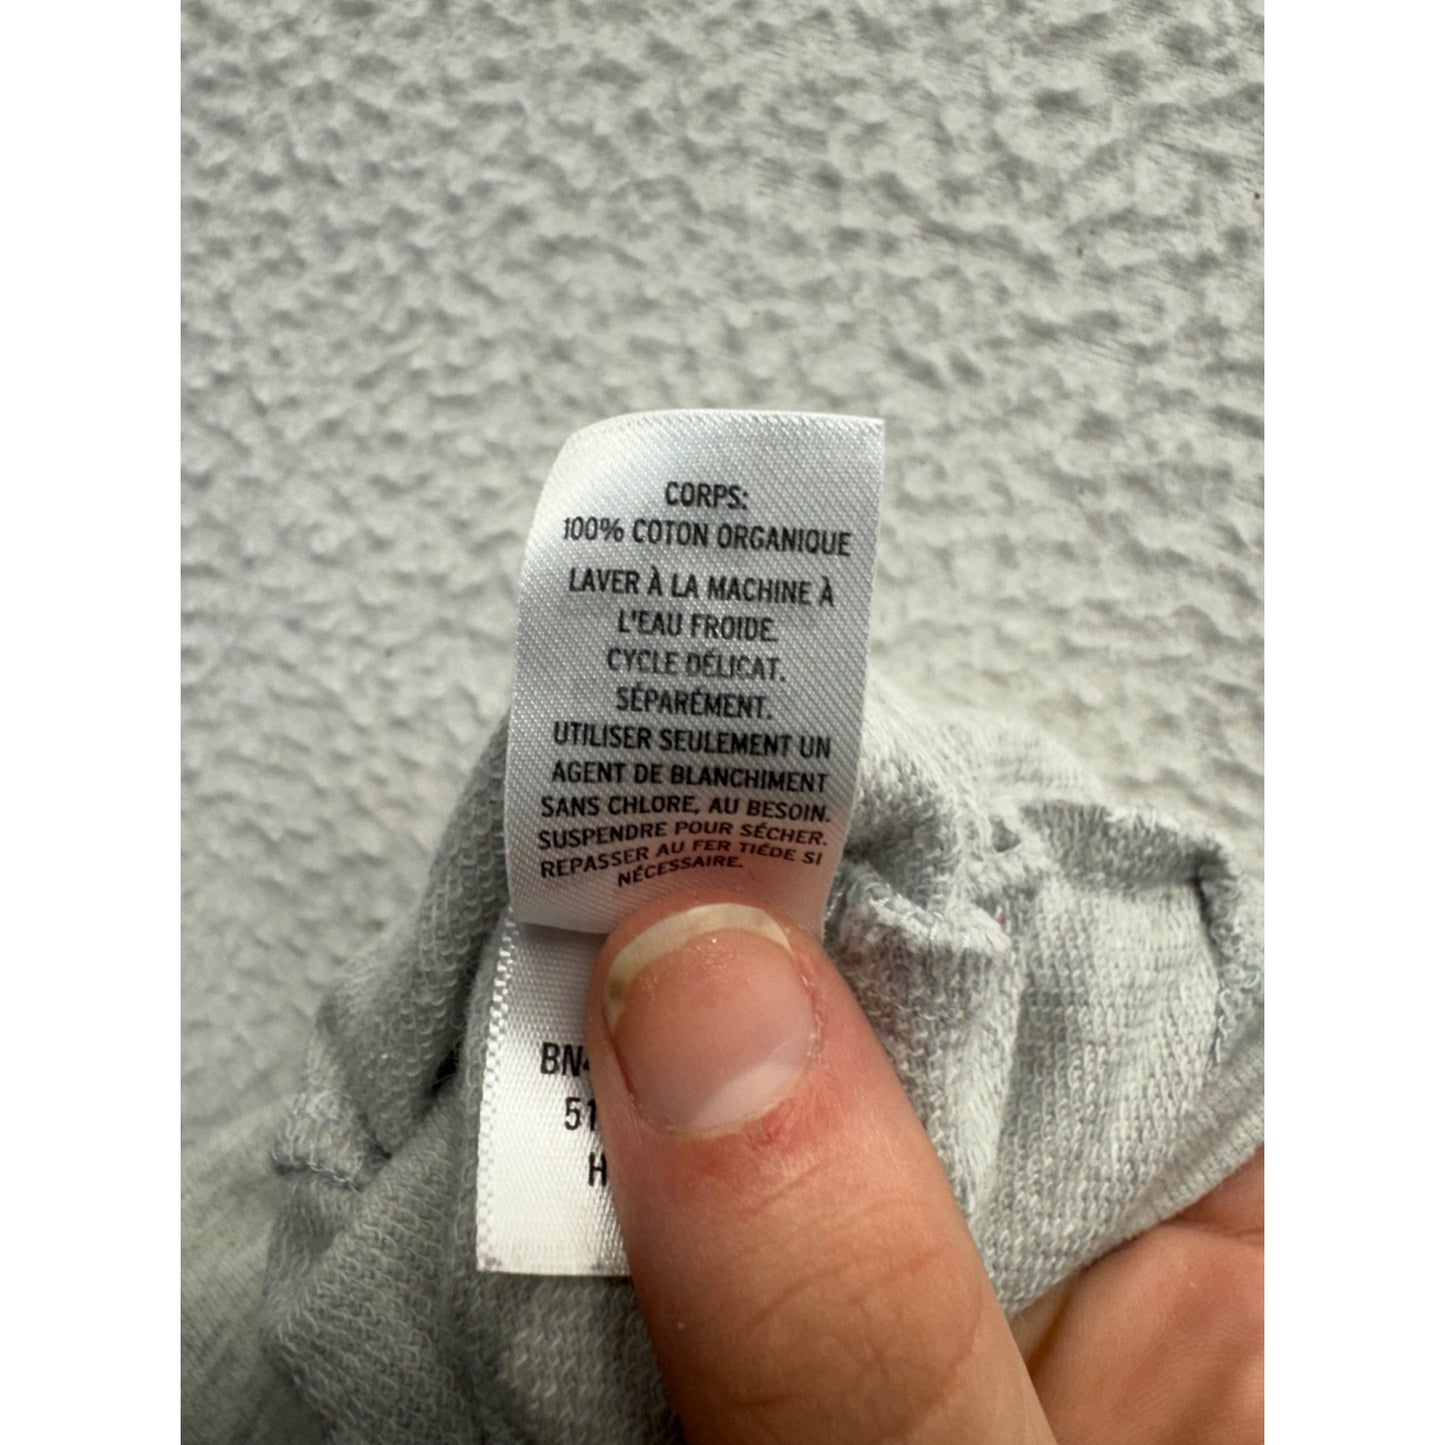 CORPS:
100% COTON ORGANIQUE
LAVER À LA MACHINE À
L'EAU FROIDE.
CYCLE DÉLICAT.
SÉPARÉMENT.
UTILISER SEULEMENT UN
AGENT DE BLANCHIMENT
SANS CHLORE, AU BESOIN.
SUSPENDRE POUR SÉCHER.
REPASSER AU FER TIÉDE SI
NÉCESSAIRE.